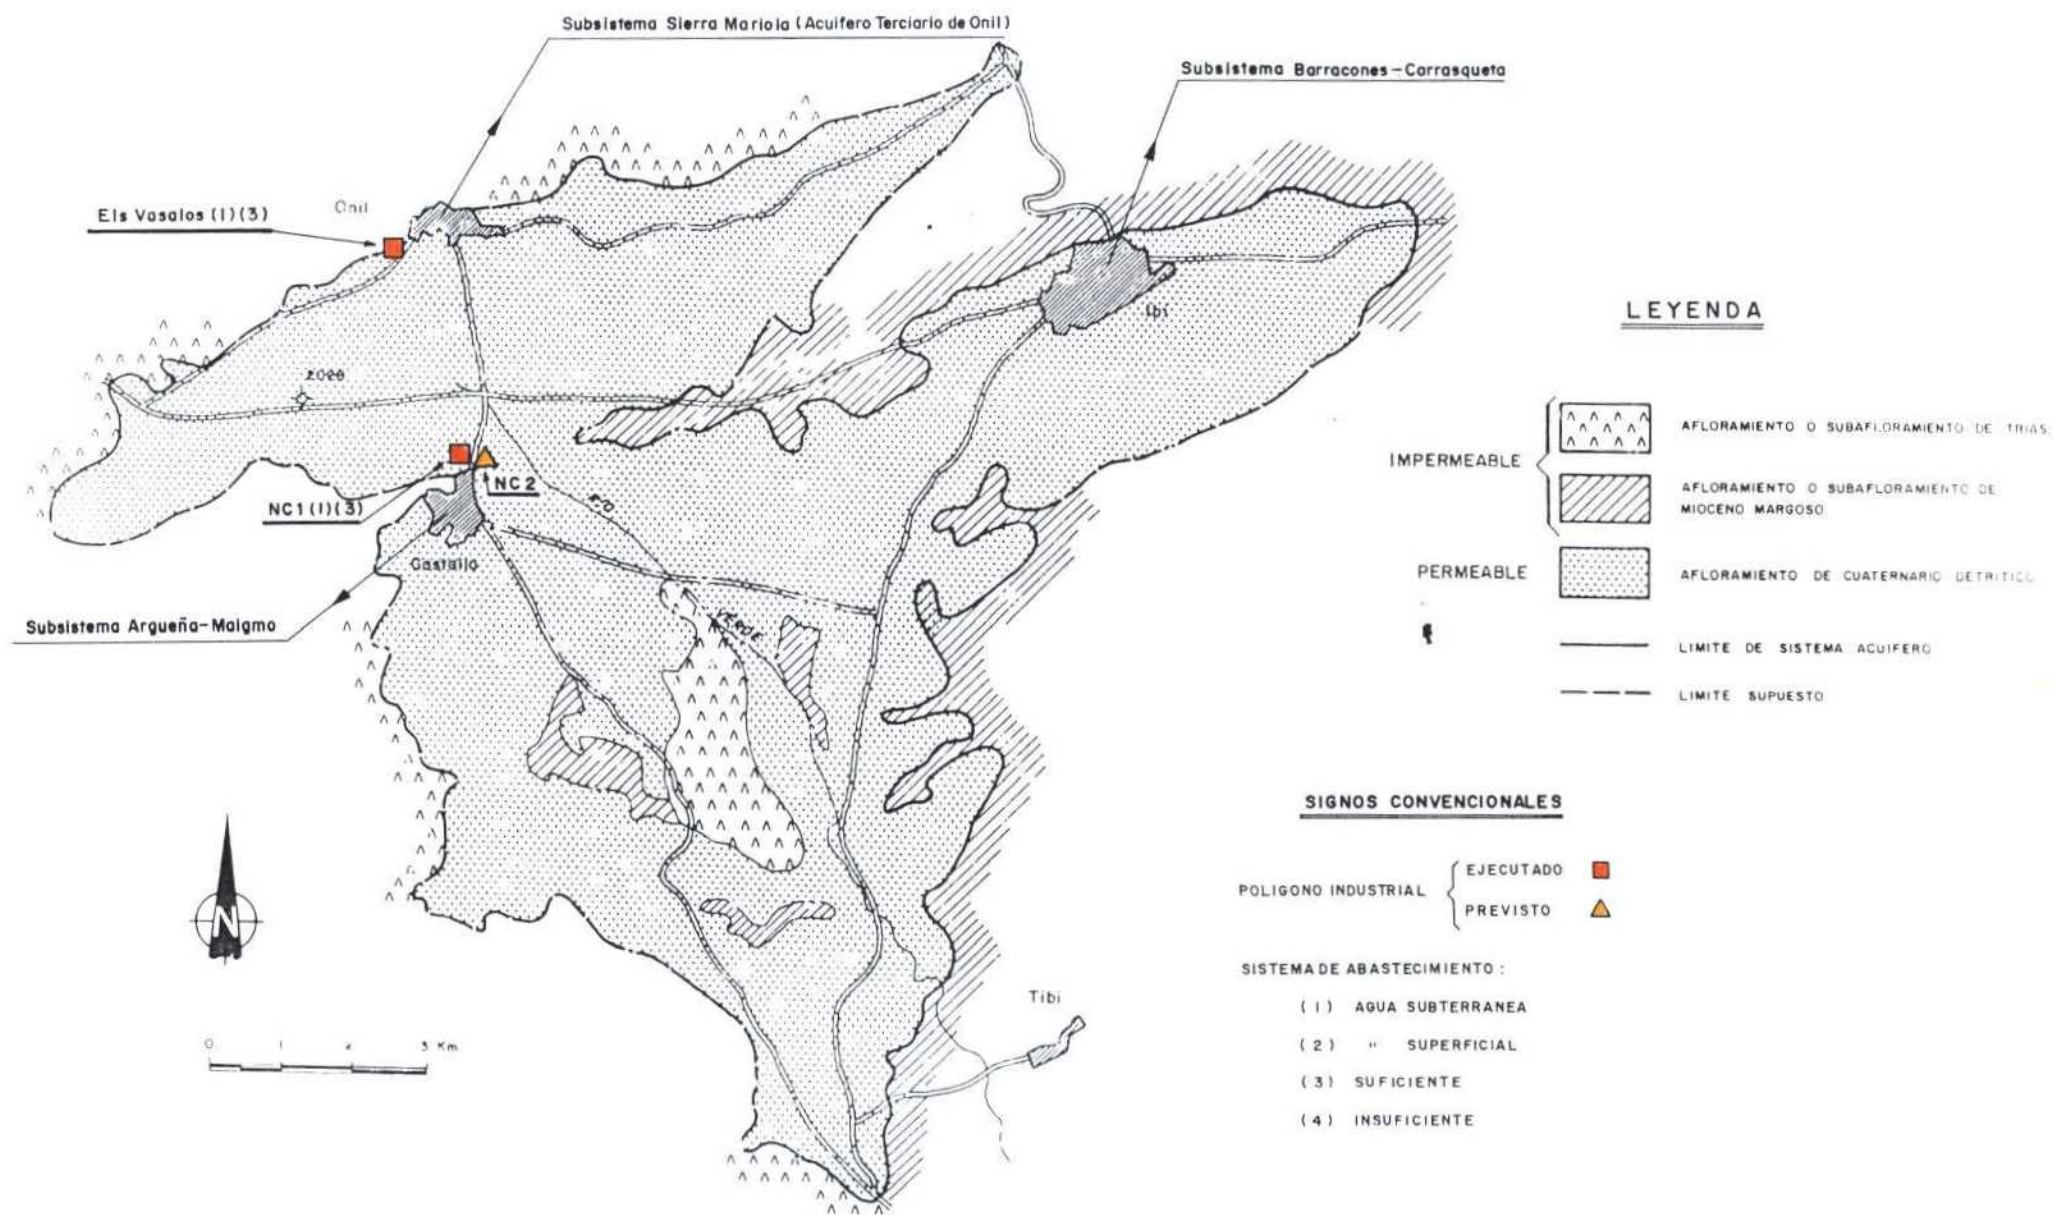 Subsistema Sierra Mariola (Acuifero Terciario de Onil)
Subsistema Barracones-Carrasqueta
Els Vasalos (1)(3)
Onil
Ibi
2028
NC1 (1)(3)
NC2
RIO
VERDE
Castalla
Subsistema Argueña-Maigmo
Tibi
N
0 1 2 3 Km
LEYENDA
IMPERMEABLE
AFLORAMIENTO O SUBAFLORAMIENTO DE TRIAS
AFLORAMIENTO O SUBAFLORAMIENTO DE
MIOCENO MARGOSO
PERMEABLE
AFLORAMIENTO DE CUATERNARIO DETRITICO
LIMITE DE SISTEMA ACUIFERO
LIMITE SUPUESTO
SIGNOS CONVENCIONALES
POLIGONO INDUSTRIAL
EJECUTADO
PREVISTO
SISTEMA DE ABASTECIMIENTO :
(1) AGUA SUBTERRANEA
(2) " SUPERFICIAL
(3) SUFICIENTE
(4) INSUFICIENTE